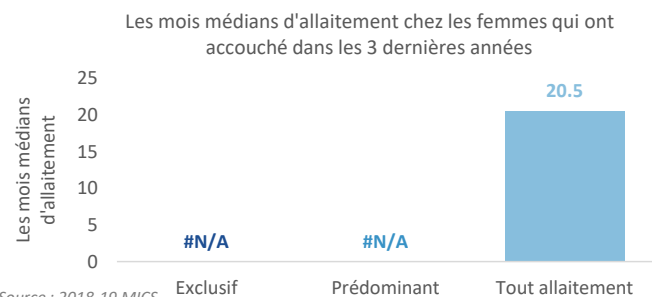 Les mois médians d'allaitement chez les femmes qui ont
accouché dans les 3 dernières années
Les mois médians
d'allaitement
25
20
15
10
5
0
#N/A
#N/A
20.5
Exclusif
Prédominant
Tout allaitement
Source : 2018-19 MICS